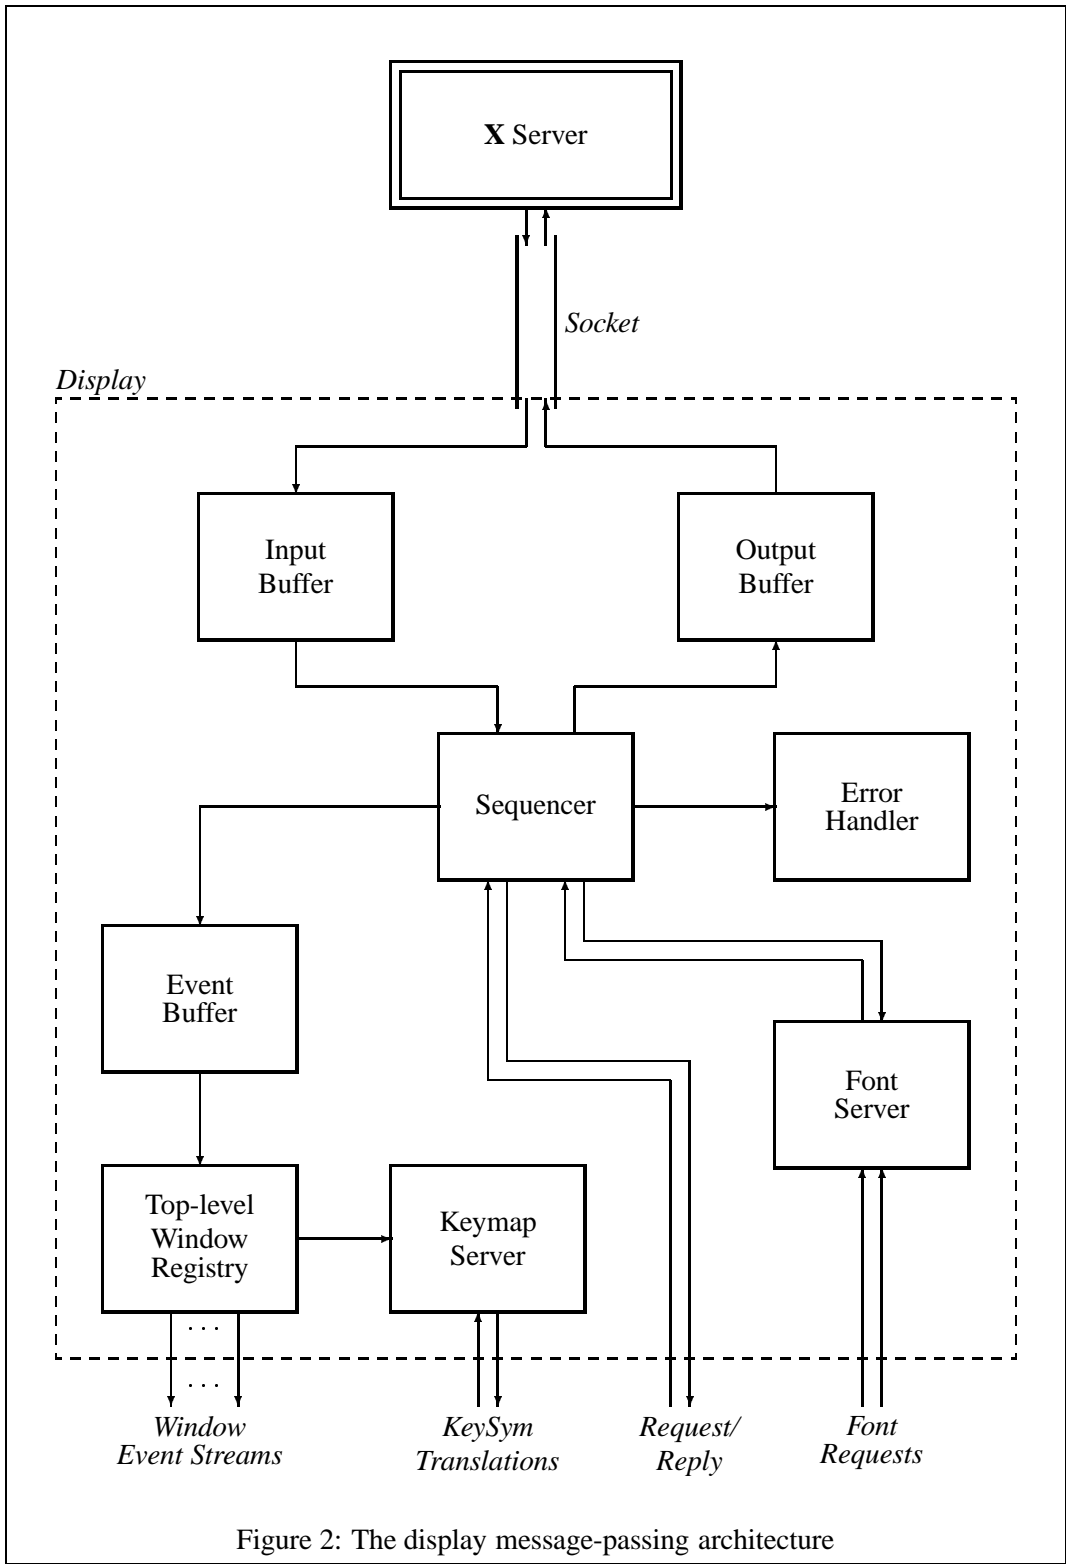 X Server
Socket
Display
Input
Buffer
Output
Buffer
Sequencer
Error
Handler
Event
Buffer
Font
Server
Top-level
Window
Registry
Keymap
Server
. . .
. . .
Window
Event Streams
KeySym
Translations
Request/
Reply
Font
Requests
Figure 2: The display message-passing architecture